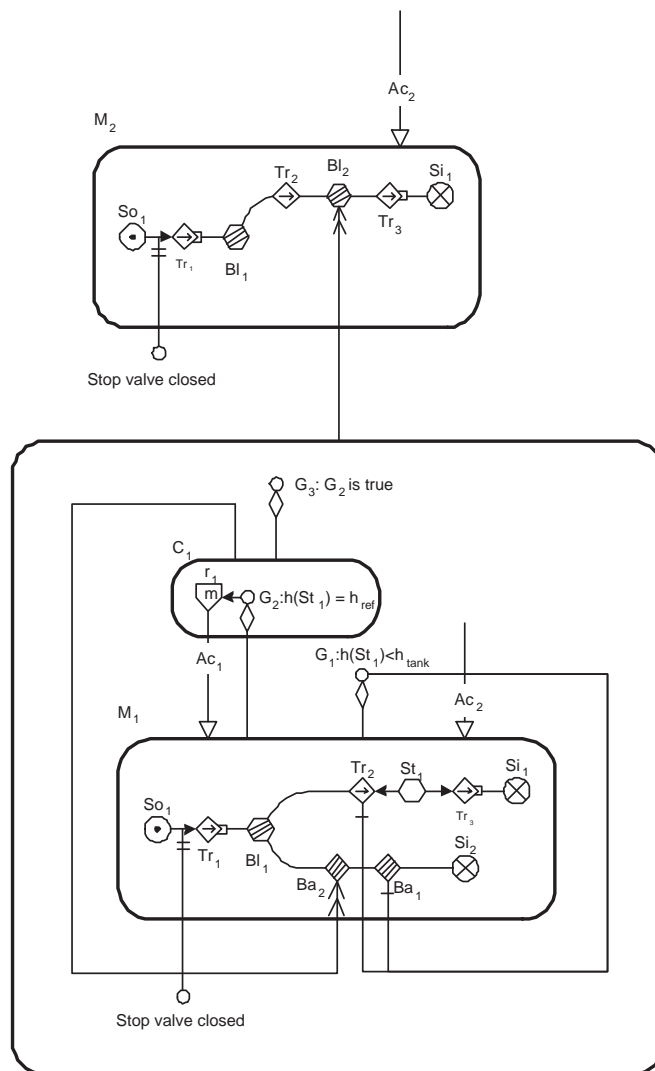 Ac₂
M₂
Tr₂ Bl₂ Si₁
So₁
Tr₁ Bl₁ Tr₃
Stop valve closed
G₃: G₂ is true
C₁
r₁
m G₂:h(St₁) = h_ref
Ac₁ G₁:h(St₁)<h_tank
Ac₂
M₁
Tr₂ St₁ Si₁
So₁ Tr₃
Tr₁ Bl₁ Si₂
Ba₂ Ba₁
Stop valve closed